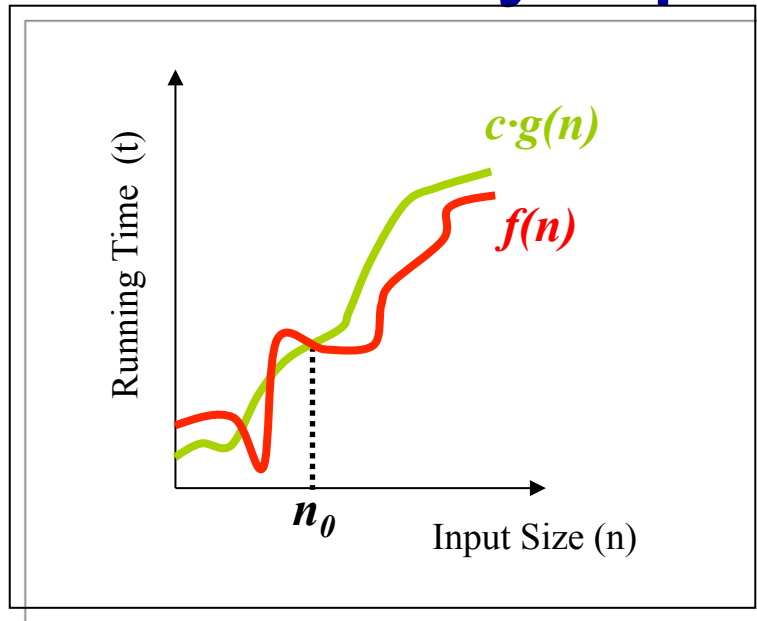 c·g(n)
f(n)
Running Time (t)
n₀
Input Size (n)